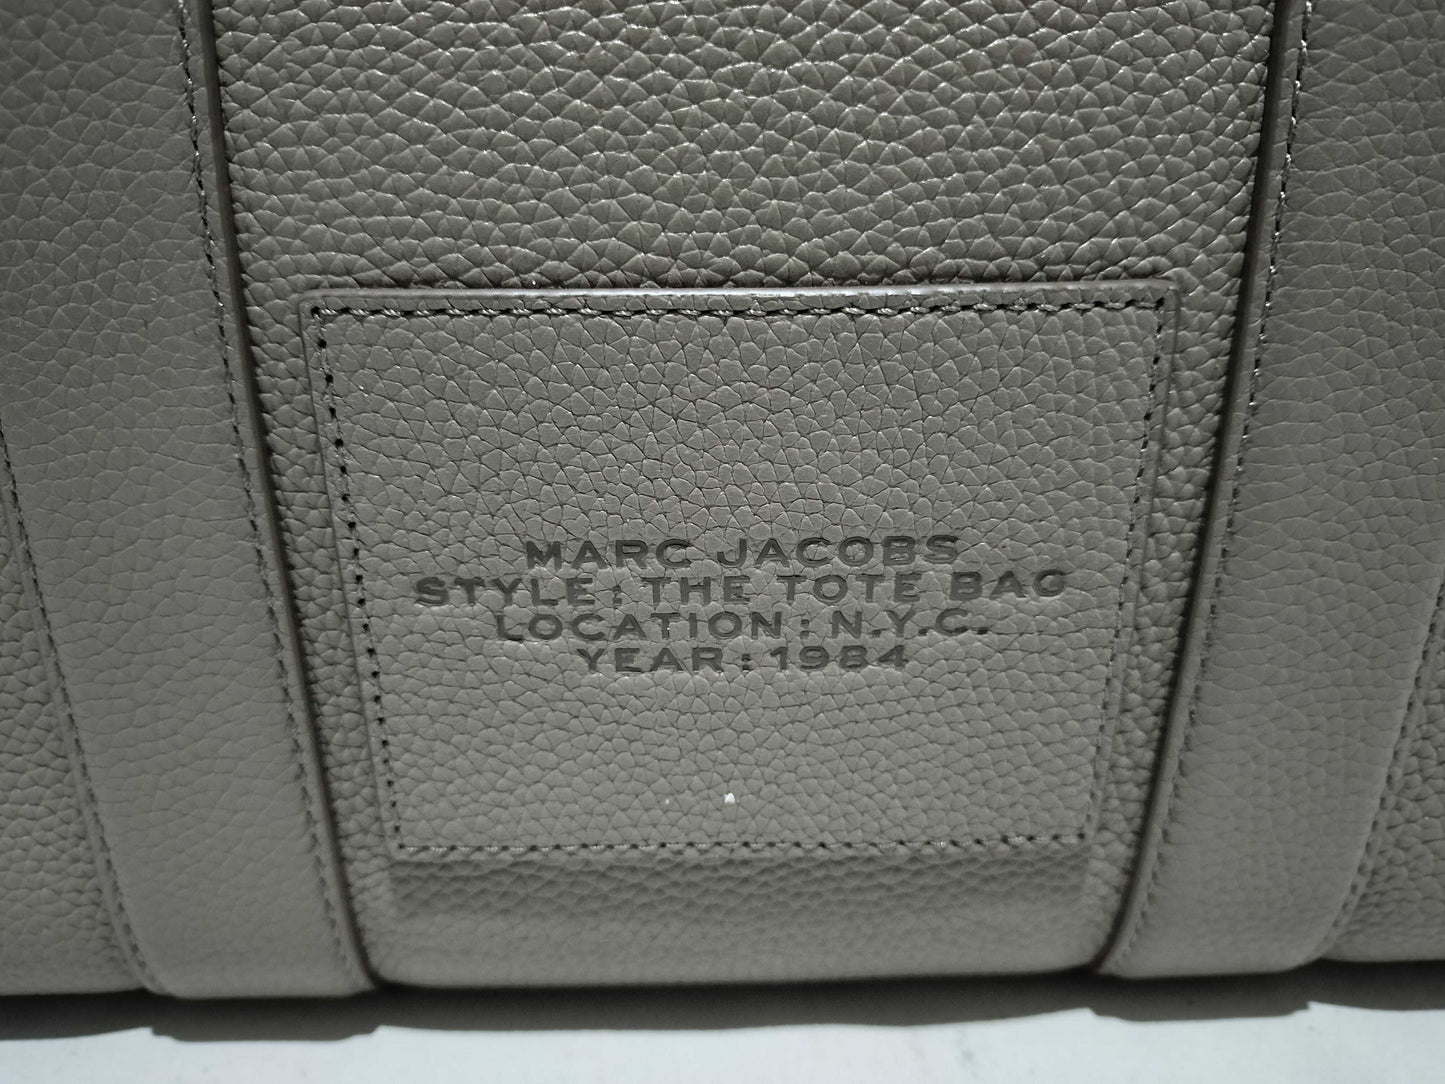 MARC JACOBS
STYLE: THE TOTE BAG
LOCATION: N.Y.C.
YEAR: 1984